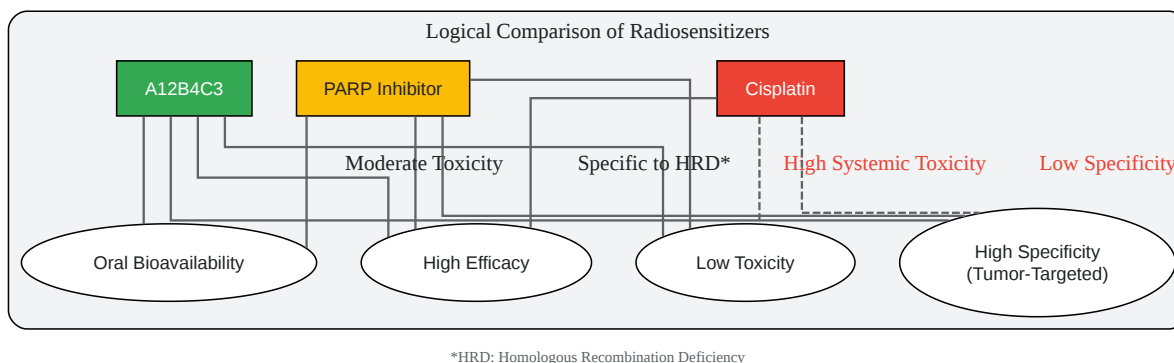 Logical Comparison of Radiosensitizers
A12B4C3
PARP Inhibitor
Cisplatin
Moderate Toxicity
Specific to HRD*
High Systemic Toxicity
Low Specificity
Oral Bioavailability
High Efficacy
Low Toxicity
High Specificity
(Tumor-Targeted)
*HRD: Homologous Recombination Deficiency